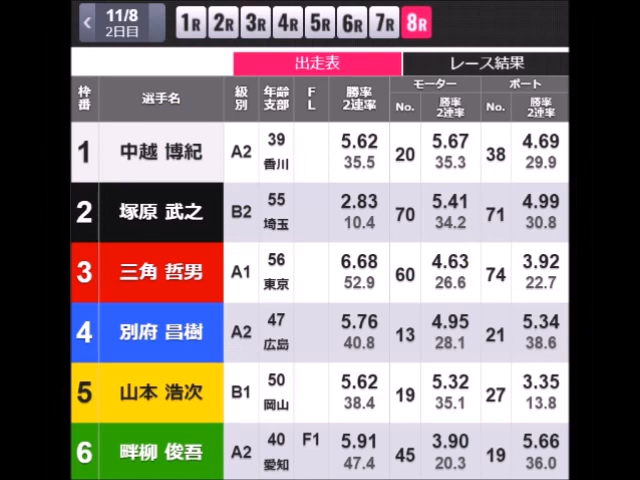 11/8
2日目
1R 2R 3R 4R 5R 6R 7R 8R
出走表 レース結果
枠番 選手名 級別 年齢支部 F L 勝率2連率 モーター ボート
No. 勝率2連率 No. 勝率2連率
1 中越 博紀 A2 39 香川 5.62 35.5 20 5.67 35.3 38 4.69 29.9
2 塚原 武之 B2 55 埼玉 2.83 10.4 70 5.41 34.2 71 4.99 30.8
3 三角 哲男 A1 56 東京 6.68 52.9 60 4.63 26.6 74 3.92 22.7
4 別府 昌樹 A2 47 広島 5.76 40.8 13 4.95 28.1 21 5.34 38.6
5 山本 浩次 B1 50 岡山 5.62 38.4 19 5.32 35.1 27 3.35 13.8
6 畔柳 俊吾 A2 40 愛知 F1 5.91 47.4 45 3.90 20.3 19 5.66 36.0